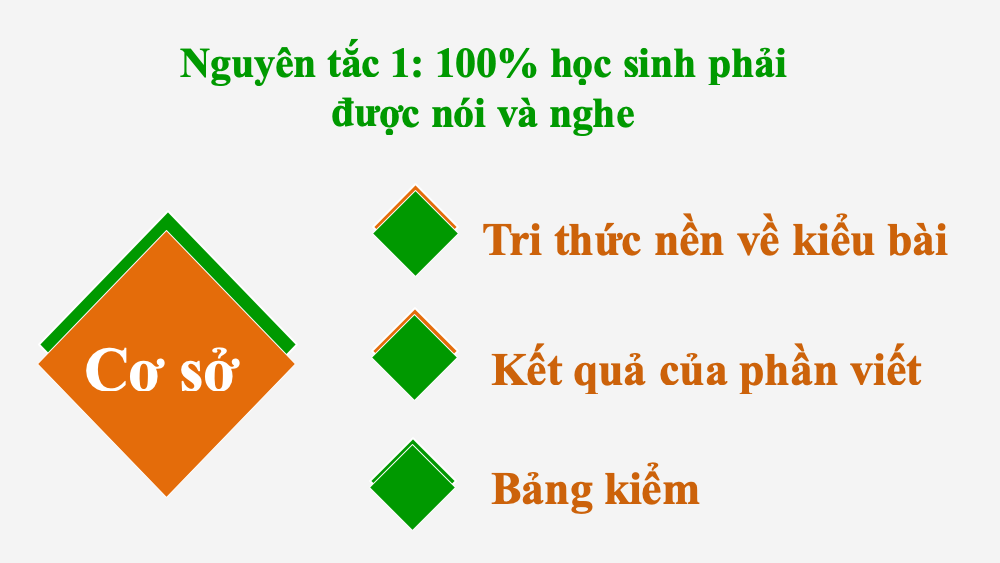 Nguyên tắc 1: 100% học sinh phải
được nói và nghe
Cơ sở
Tri thức nền về kiểu bài
Kết quả của phần viết
Bảng kiểm